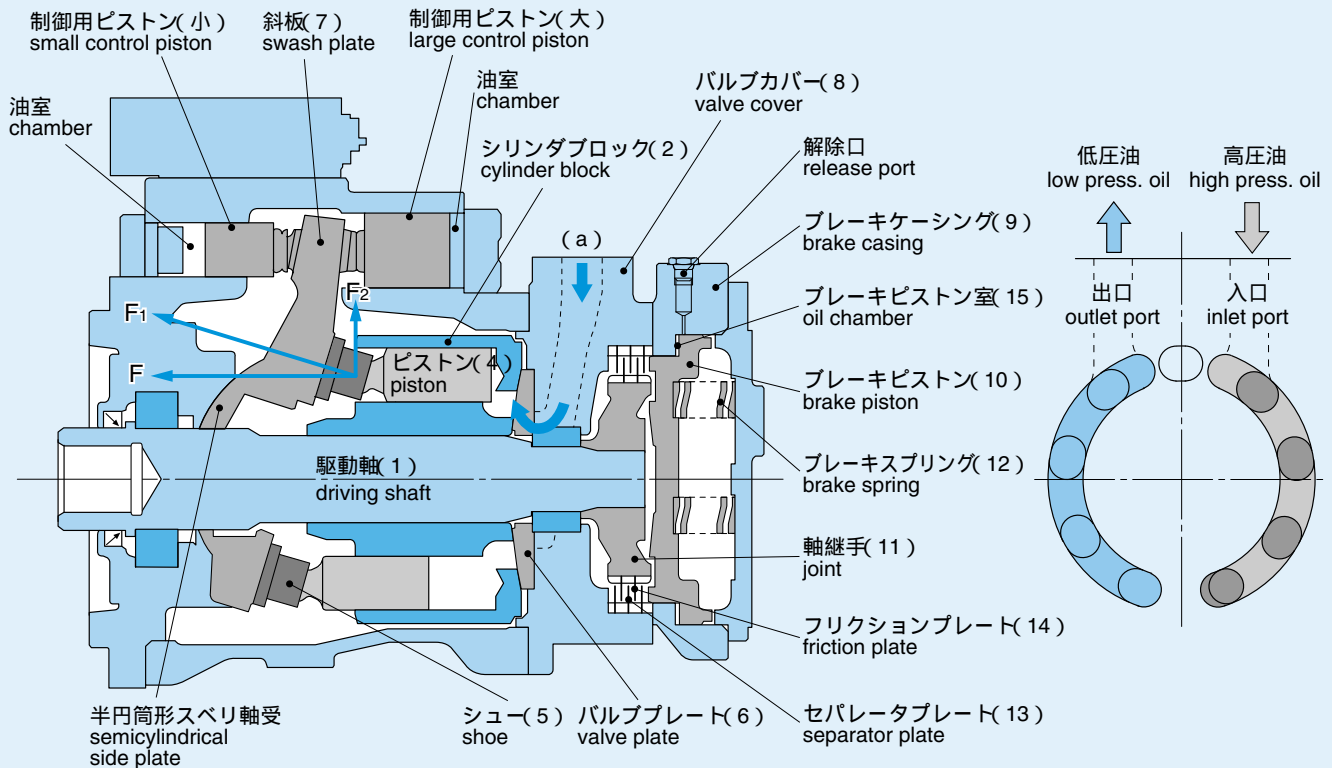 制御用ピストン(小)
small control piston
斜板(7)
swash plate
制御用ピストン(大)
large control piston
油室
chamber
油室
chamber
シリンダブロック(2)
cylinder block
バルブカバー(8)
valve cover
解除口
release port
ブレーキケーシング(9)
brake casing
ブレーキピストン室(15)
oil chamber
ブレーキピストン(10)
brake piston
ブレーキスプリング(12)
brake spring
軸継手(11)
joint
フリクションプレート(14)
friction plate
セパレータプレート(13)
separator plate
(a)
F1
F2
F
ピストン(4)
piston
駆動軸(1)
driving shaft
半円筒形スベリ軸受
semicylindrical
side plate
シュー(5)
shoe
バルブプレート(6)
valve plate
低圧油
low press. oil
高圧油
high press. oil
出口
outlet port
入口
inlet port